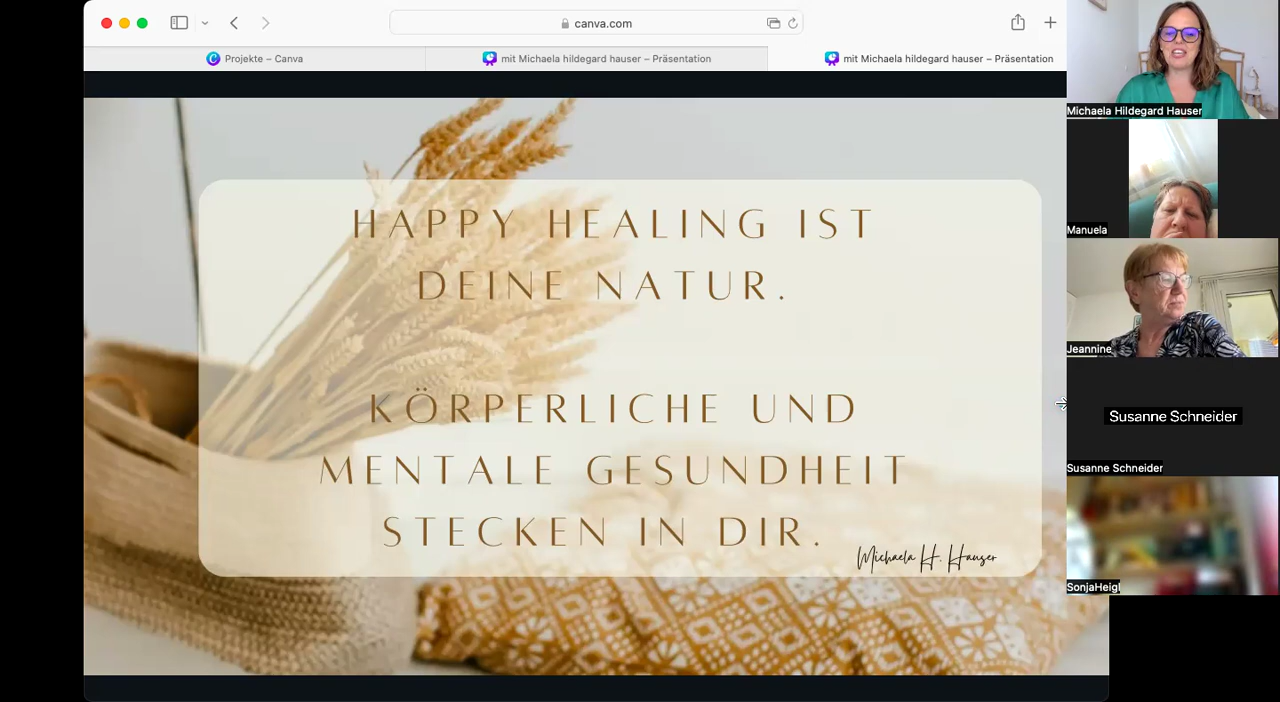 canva.com
Projekte – Canva
mit Michaela hildegard hauser – Präsentation
mit Michaela hildegard hauser – Präsentation
HAPPY HEALING IST
DEINE NATUR.
KÖRPERLICHE UND
MENTALE GESUNDHEIT
STECKEN IN DIR.
Michaela H. Hauser
Michaela Hildegard Hauser
Manuela
Jeannine
Susanne Schneider
Susanne Schneider
SonjaHeigl